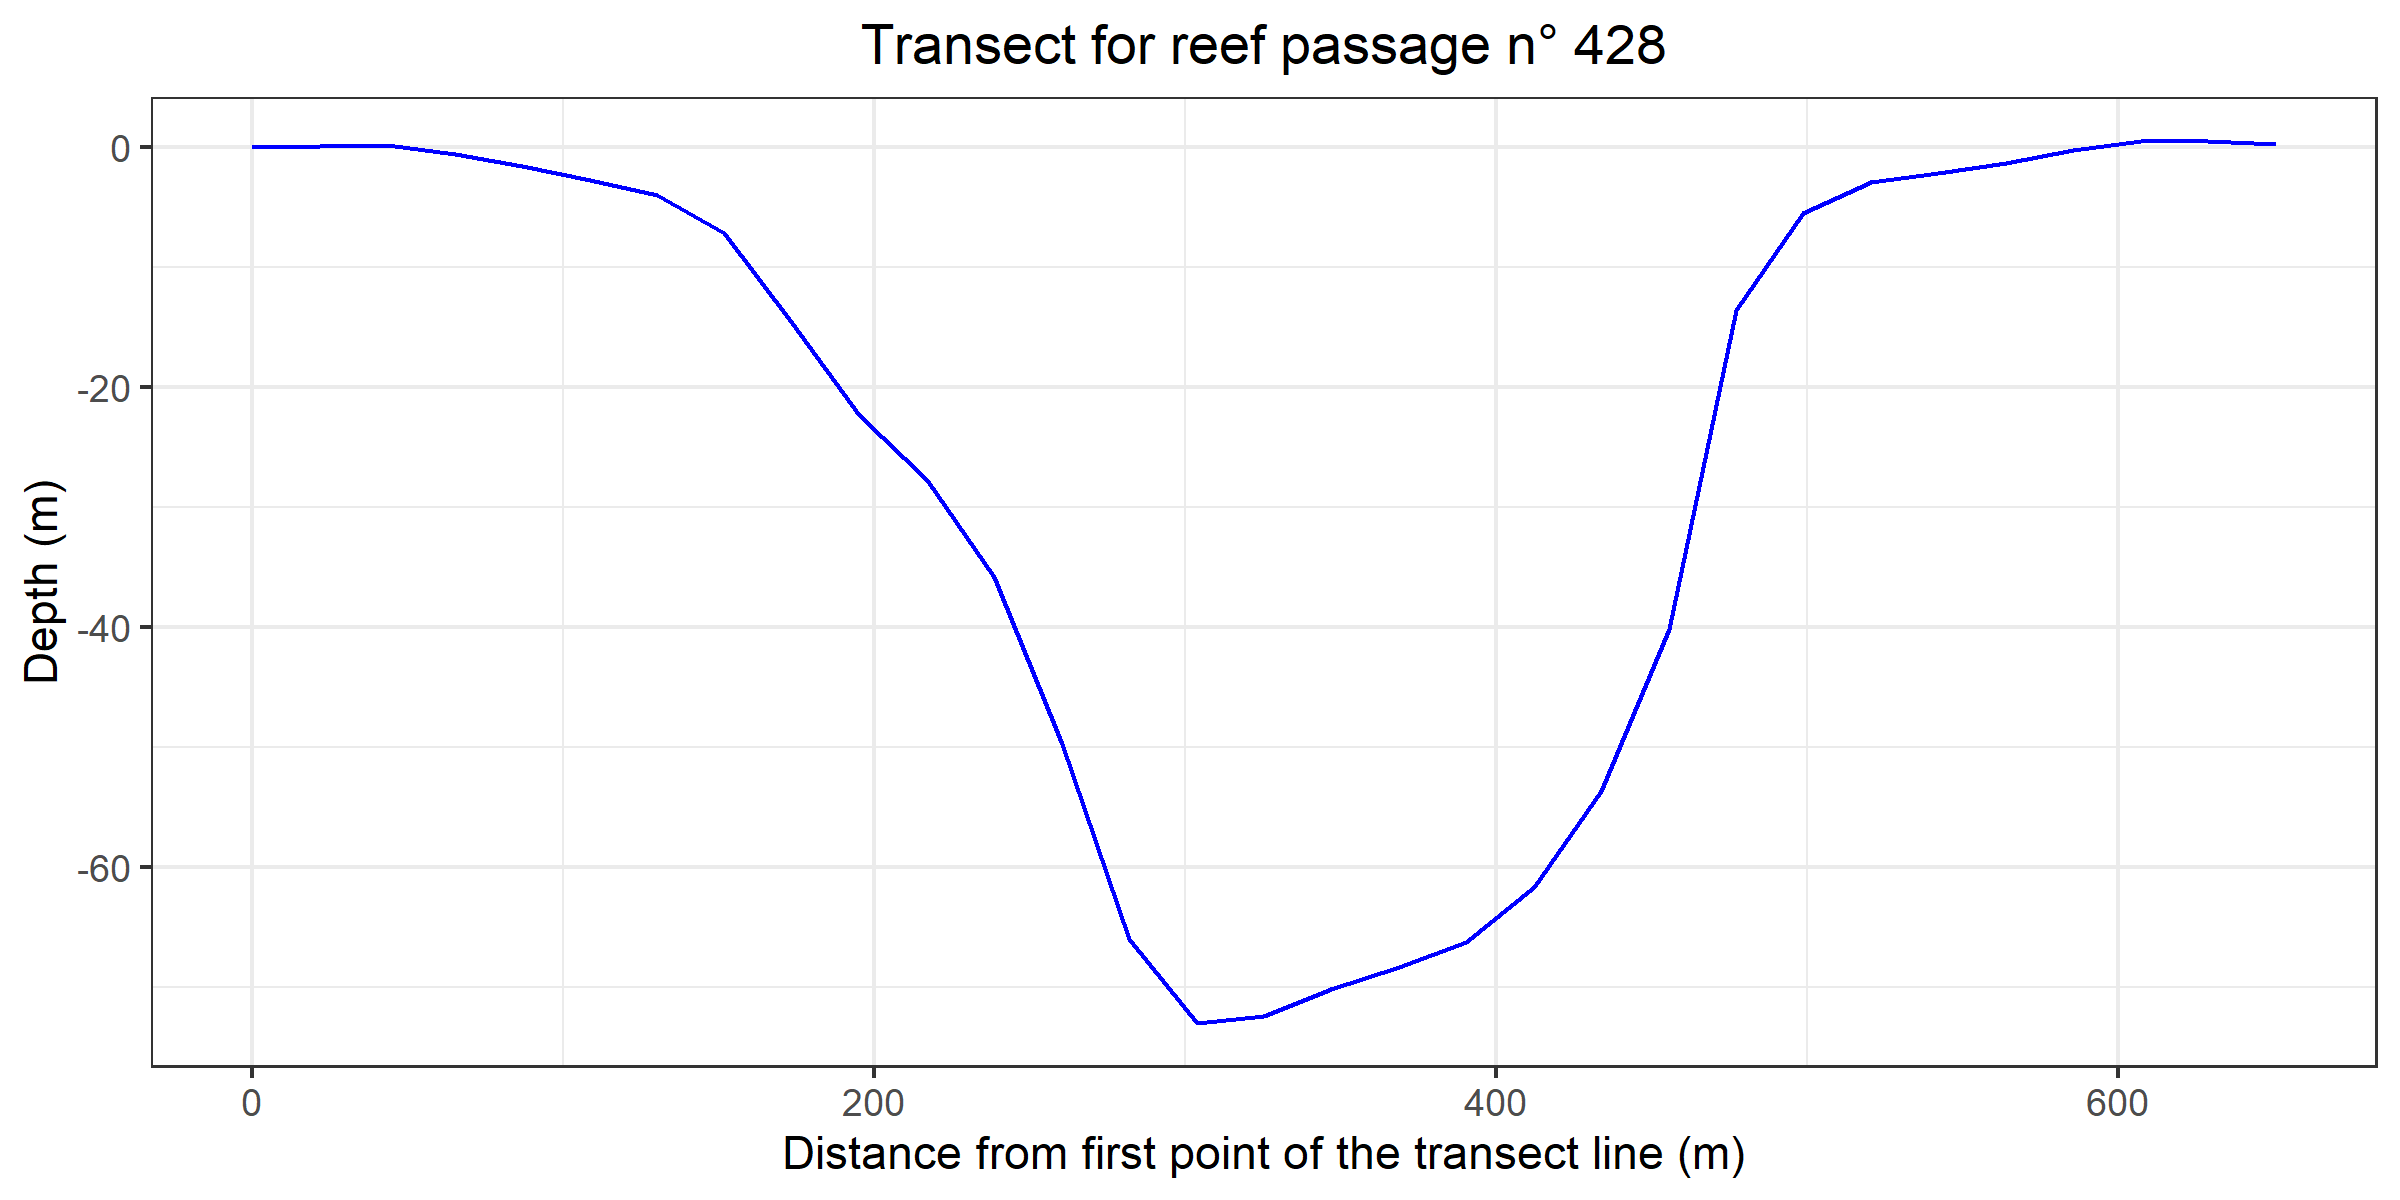 Transect for reef passage n° 428
Depth (m)
0
-20
-40
-60
0
200
400
600
Distance from first point of the transect line (m)